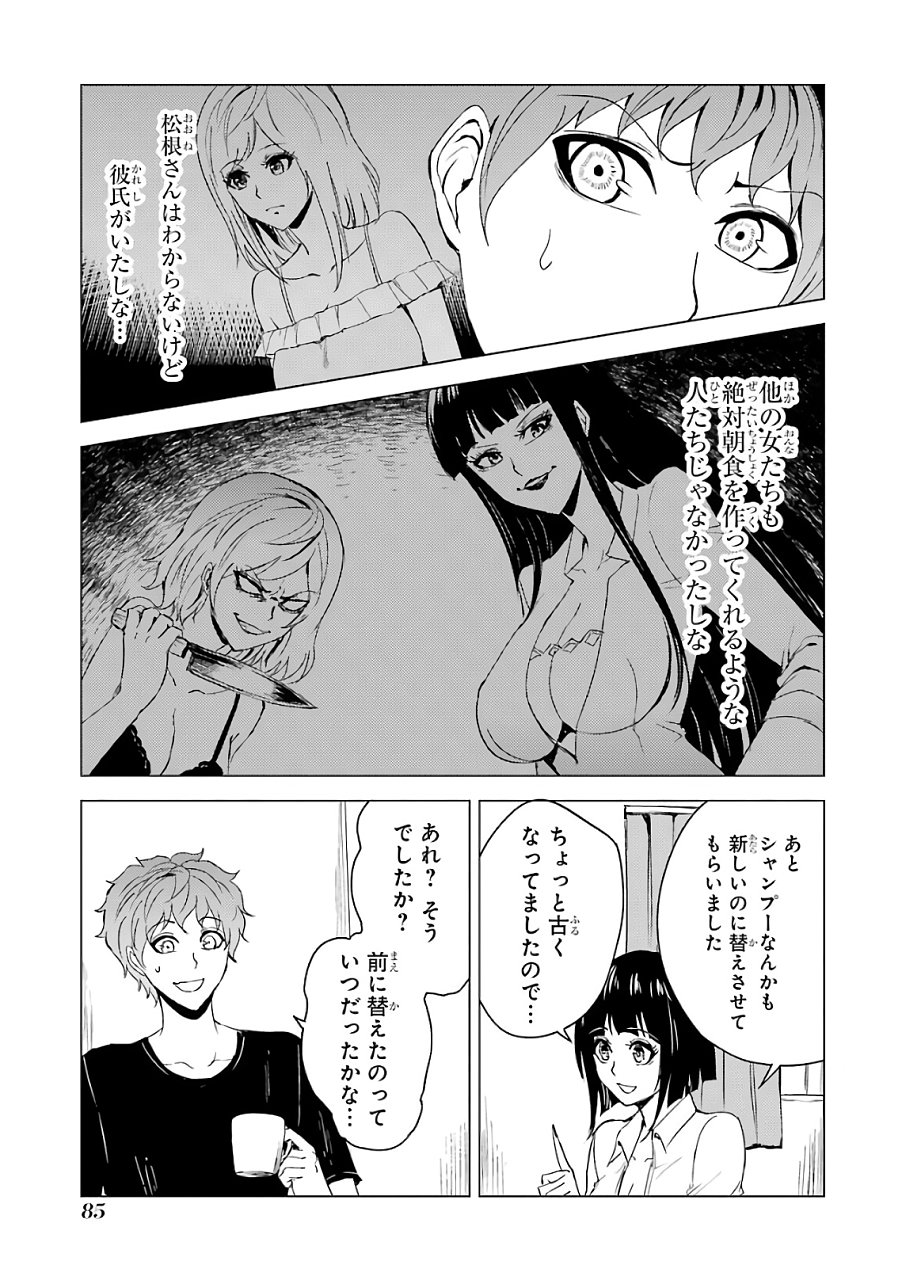 松根さんはわからないけど
彼氏がいたしな…
他の女たちも
絶対朝食を作ってくれるような
人たちじゃなかったしな
あと
シャンプーなんかも
新しいのに替えさせて
もらいました
ちょっと古く
なってましたので…
あれ？そう
でしたか？
前に替えたのって
いつだったかな…
85